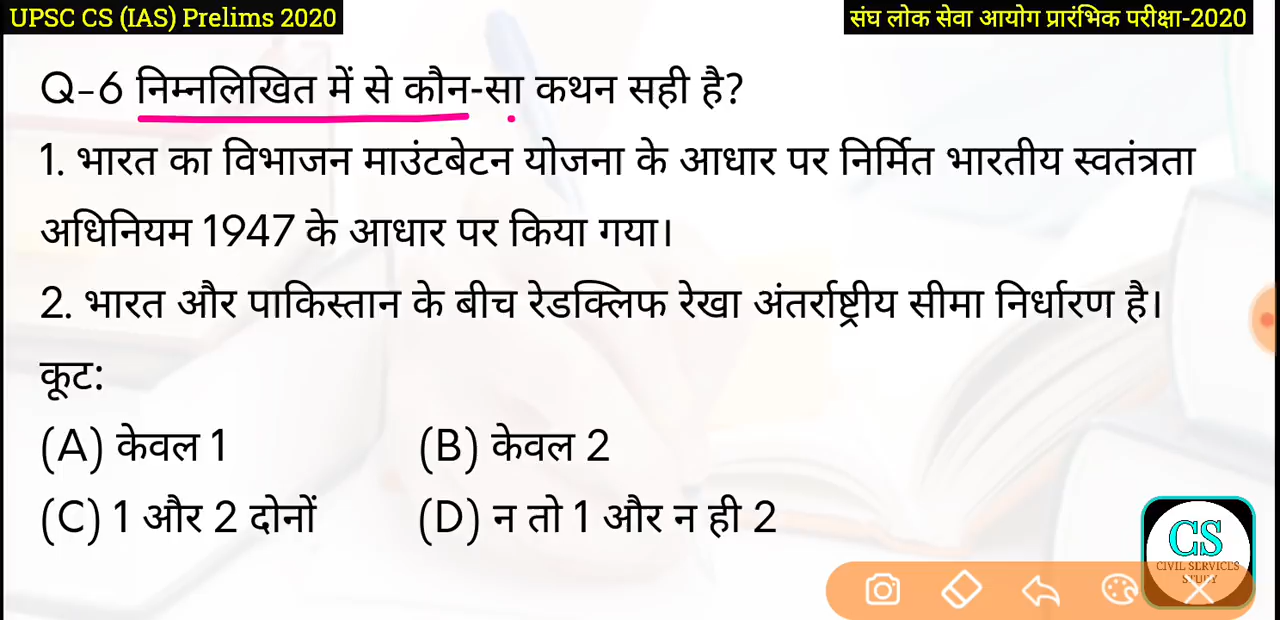 UPSC CS (IAS) Prelims 2020
संघ लोक सेवा आयोग प्रारंभिक परीक्षा-2020
Q-6 निम्नलिखित में से कौन-सा कथन सही है?
1. भारत का विभाजन माउंटबेटन योजना के आधार पर निर्मित भारतीय स्वतंत्रता
अधिनियम 1947 के आधार पर किया गया।
2. भारत और पाकिस्तान के बीच रेडक्लिफ रेखा अंतर्राष्ट्रीय सीमा निर्धारण है।
कूट:
(A) केवल 1 (B) केवल 2
(C) 1 और 2 दोनों (D) न तो 1 और न ही 2
CS
CIVIL SERVICES
STUDY